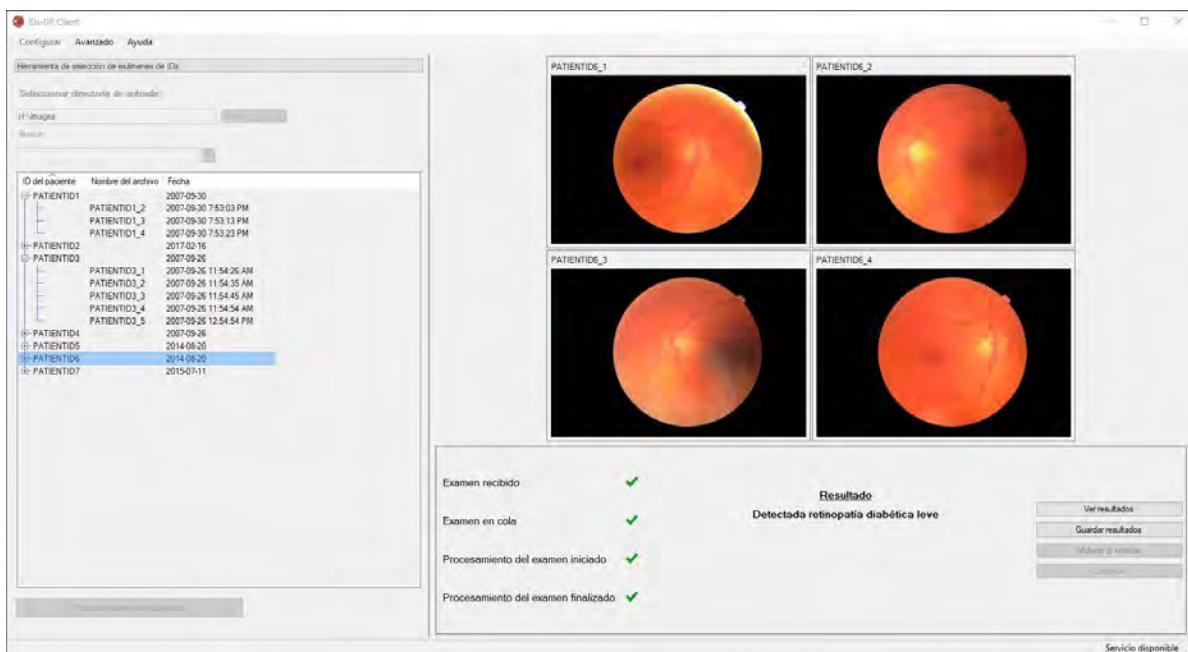 IDx-DR Client
Configurar Avanzado Ayuda
Herramienta de selección de exámenes de IDx
Seleccionar directorio de entrada:
H:\images
Buscar
ID del paciente Nombre del archivo Fecha
PATIENTID1 2007-09-30
PATIENTID1_2 2007-09-30 7:53:03 PM
PATIENTID1_3 2007-09-30 7:53:13 PM
PATIENTID1_4 2007-09-30 7:53:23 PM
PATIENTID2 2017-02-16
PATIENTID3 2007-09-26
PATIENTID3_1 2007-09-26 11:54:26 AM
PATIENTID3_2 2007-09-26 11:54:35 AM
PATIENTID3_3 2007-09-26 11:54:45 AM
PATIENTID3_4 2007-09-26 11:54:54 AM
PATIENTID3_5 2007-09-26 12:54:54 PM
PATIENTID4 2007-09-26
PATIENTID5 2014-08-20
PATIENTID6 2014-08-20
PATIENTID7 2015-07-11
PATIENTID6_1
PATIENTID6_2
PATIENTID6_3
PATIENTID6_4
Examen recibido
Examen en cola
Procesamiento del examen iniciado
Procesamiento del examen finalizado
Resultado
Detectada retinopatía diabética leve
Ver resultados
Guardar resultados
Servicio disponible